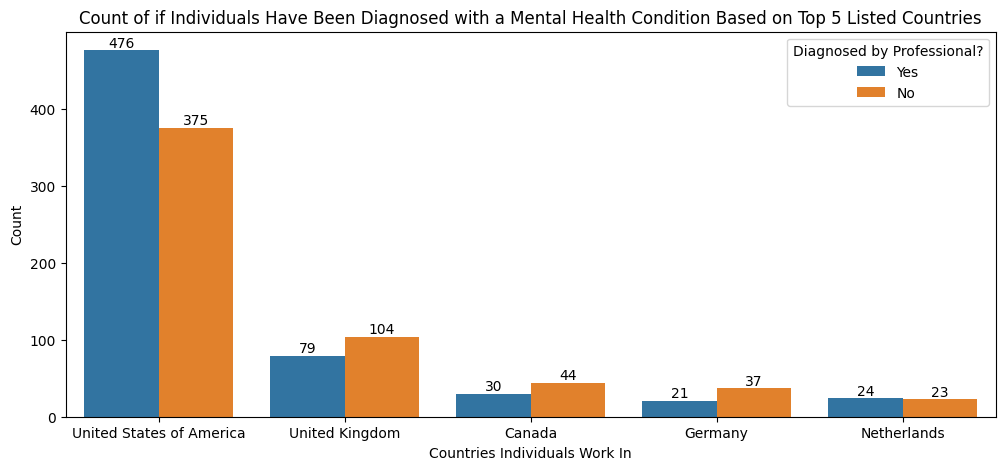 Count of if Individuals Have Been Diagnosed with a Mental Health Condition Based on Top 5 Listed Countries
Diagnosed by Professional?
Yes
No
Count
400
300
200
100
0
476
375
79
104
30
44
21
37
24
23
United States of America
United Kingdom
Canada
Germany
Netherlands
Countries Individuals Work In